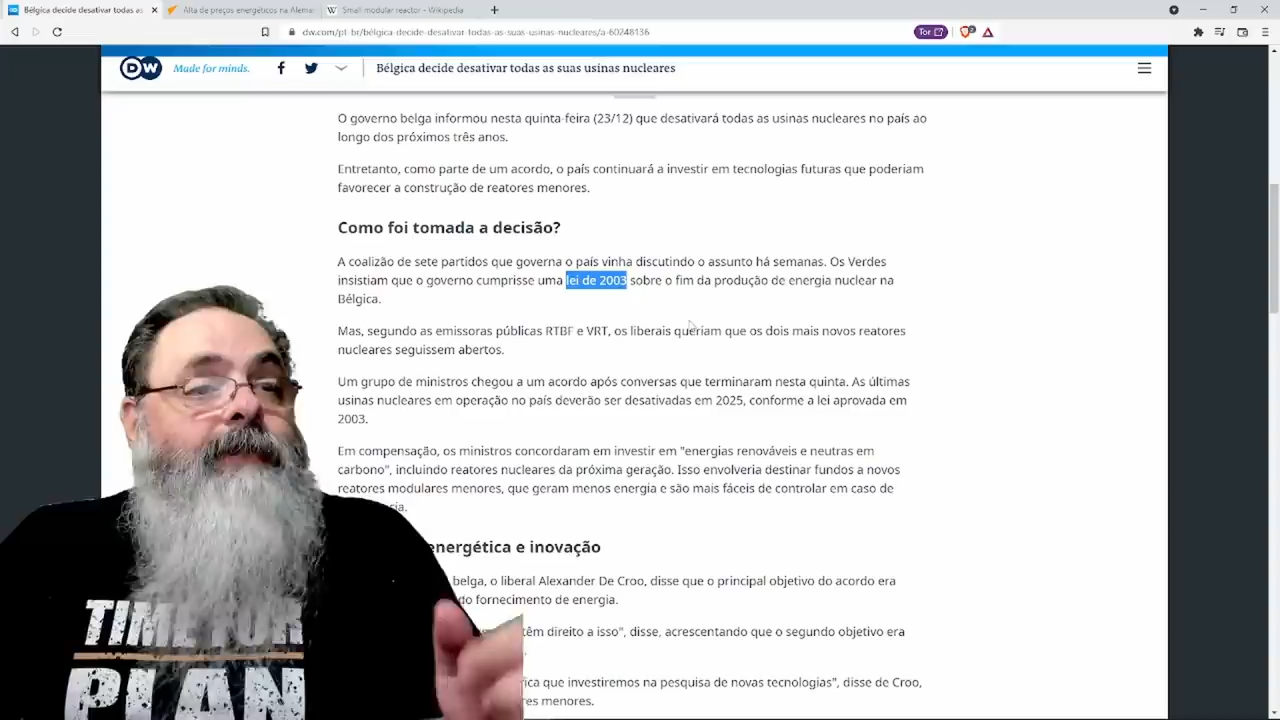 Bélgica decide desativar todas as
Alta de preços energéticos na Alema
Small modular reactor - Wikipedia
dw.com/pt-br/bélgica-decide-desativar-todas-as-suas-usinas-nucleares/a-60248136
Tor
DW
Made for minds.
Bélgica decide desativar todas as suas usinas nucleares
O governo belga informou nesta quinta-feira (23/12) que desativará todas as usinas nucleares no país ao
longo dos próximos três anos.
Entretanto, como parte de um acordo, o país continuará a investir em tecnologias futuras que poderiam
favorecer a construção de reatores menores.
Como foi tomada a decisão?
A coalizão de sete partidos que governa o país vinha discutindo o assunto há semanas. Os Verdes
insistiam que o governo cumprisse uma lei de 2003 sobre o fim da produção de energia nuclear na
Bélgica.
Mas, segundo as emissoras públicas RTBF e VRT, os liberais queriam que os dois mais novos reatores
nucleares seguissem abertos.
Um grupo de ministros chegou a um acordo após conversas que terminaram nesta quinta. As últimas
usinas nucleares em operação no país deverão ser desativadas em 2025, conforme a lei aprovada em
2003.
Em compensação, os ministros concordaram em investir em "energias renováveis e neutras em
carbono", incluindo reatores nucleares da próxima geração. Isso envolveria destinar fundos a novos
reatores modulares menores, que geram menos energia e são mais fáceis de controlar em caso de
energética e inovação
belga, o liberal Alexander De Croo, disse que o principal objetivo do acordo era
do fornecimento de energia.
têm direito a isso", disse, acrescentando que o segundo objetivo era
que investiremos na pesquisa de novas tecnologias", disse de Croo,
menores.
TIME FOR
PLAN